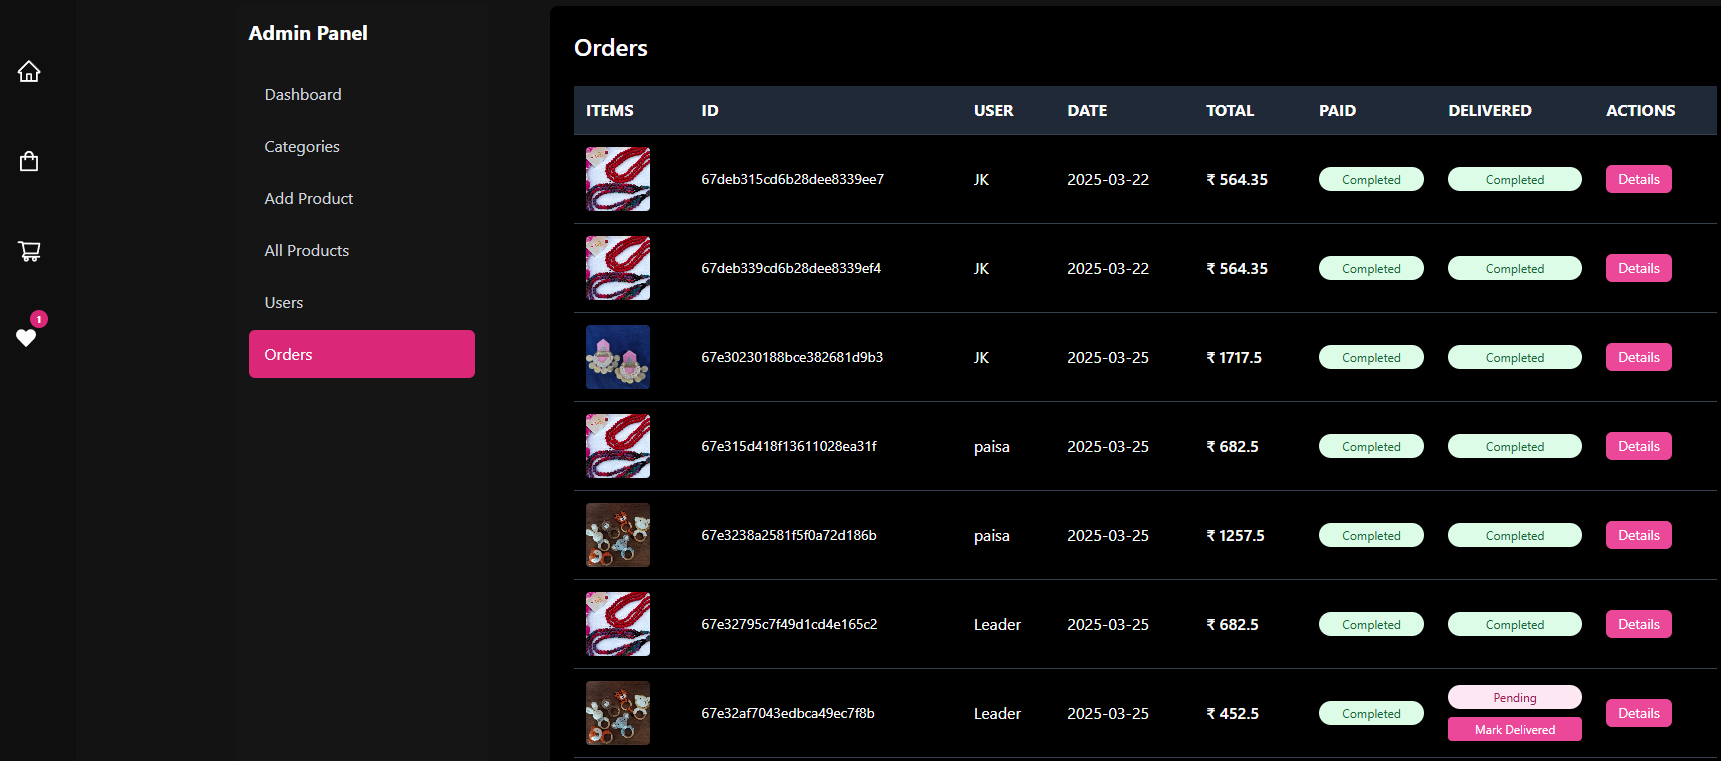 Admin Panel
Dashboard
Categories
Add Product
All Products
Users
Orders
1
Orders
ITEMS ID USER DATE TOTAL PAID DELIVERED ACTIONS
67deb315cd6b28dee8339ee7 JK 2025-03-22 ₹ 564.35 Completed Completed Details
67deb339cd6b28dee8339ef4 JK 2025-03-22 ₹ 564.35 Completed Completed Details
67e30230188bce382681d9b3 JK 2025-03-25 ₹ 1717.5 Completed Completed Details
67e315d418f13611028ea31f paisa 2025-03-25 ₹ 682.5 Completed Completed Details
67e3238a2581f5f0a72d186b paisa 2025-03-25 ₹ 1257.5 Completed Completed Details
67e32795c7f49d1cd4e165c2 Leader 2025-03-25 ₹ 682.5 Completed Completed Details
67e32af7043edbca49ec7f8b Leader 2025-03-25 ₹ 452.5 Completed Pending Details
Mark Delivered